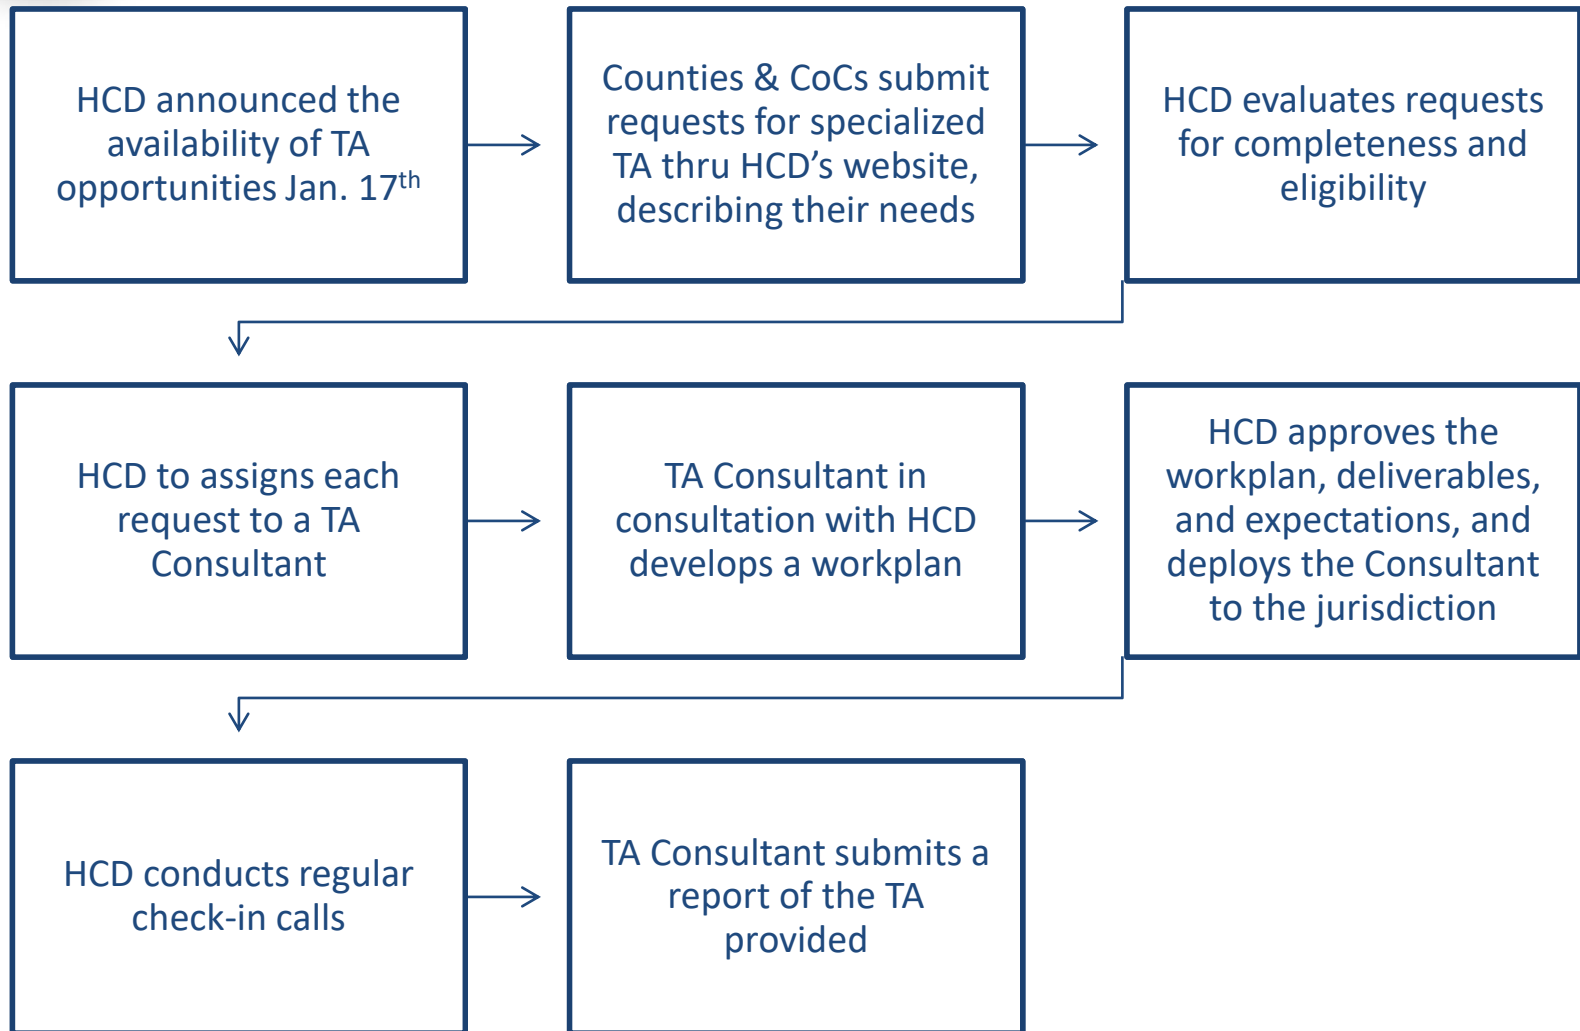 HCD announced the
availability of TA
opportunities Jan. 17th
Counties & CoCs submit
requests for specialized
TA thru HCD’s website,
describing their needs
HCD evaluates requests
for completeness and
eligibility
HCD to assigns each
request to a TA
Consultant
TA Consultant in
consultation with HCD
develops a workplan
HCD approves the
workplan, deliverables,
and expectations, and
deploys the Consultant
to the jurisdiction
HCD conducts regular
check-in calls
TA Consultant submits a
report of the TA
provided